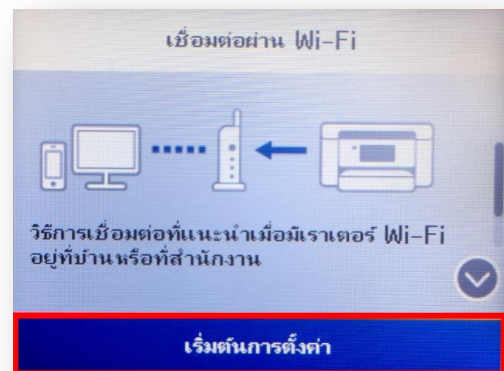 เชื่อมต่อผ่าน Wi-Fi
วิธีการเชื่อมต่อที่แนะนำเมื่อมีเราเตอร์ Wi-Fi
อยู่ที่บ้านหรือที่สำนักงาน
เริ่มต้นการตั้งค่า